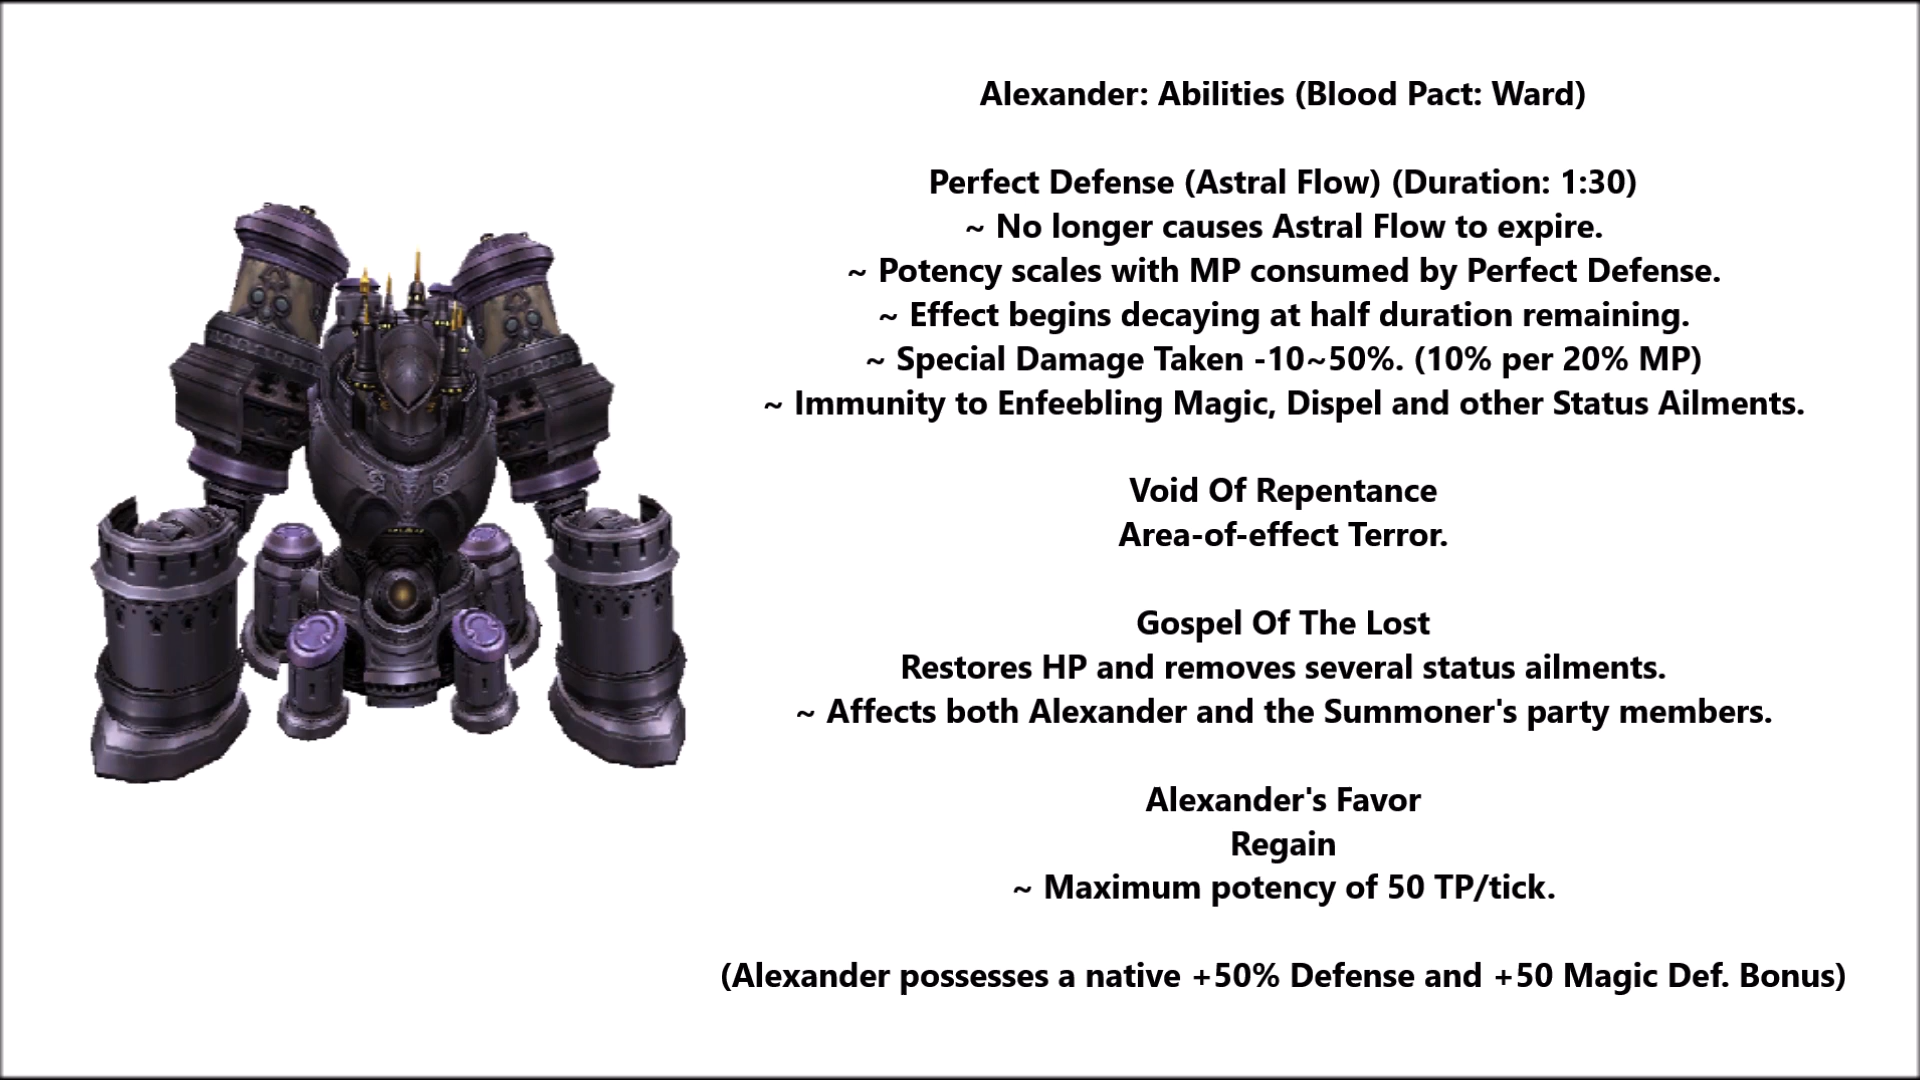 Alexander: Abilities (Blood Pact: Ward)
Perfect Defense (Astral Flow) (Duration: 1:30)
~ No longer causes Astral Flow to expire.
~ Potency scales with MP consumed by Perfect Defense.
~ Effect begins decaying at half duration remaining.
~ Special Damage Taken -10~50%. (10% per 20% MP)
~ Immunity to Enfeebling Magic, Dispel and other Status Ailments.
Void Of Repentance
Area-of-effect Terror.
Gospel Of The Lost
Restores HP and removes several status ailments.
~ Affects both Alexander and the Summoner's party members.
Alexander's Favor
Regain
~ Maximum potency of 50 TP/tick.
(Alexander possesses a native +50% Defense and +50 Magic Def. Bonus)